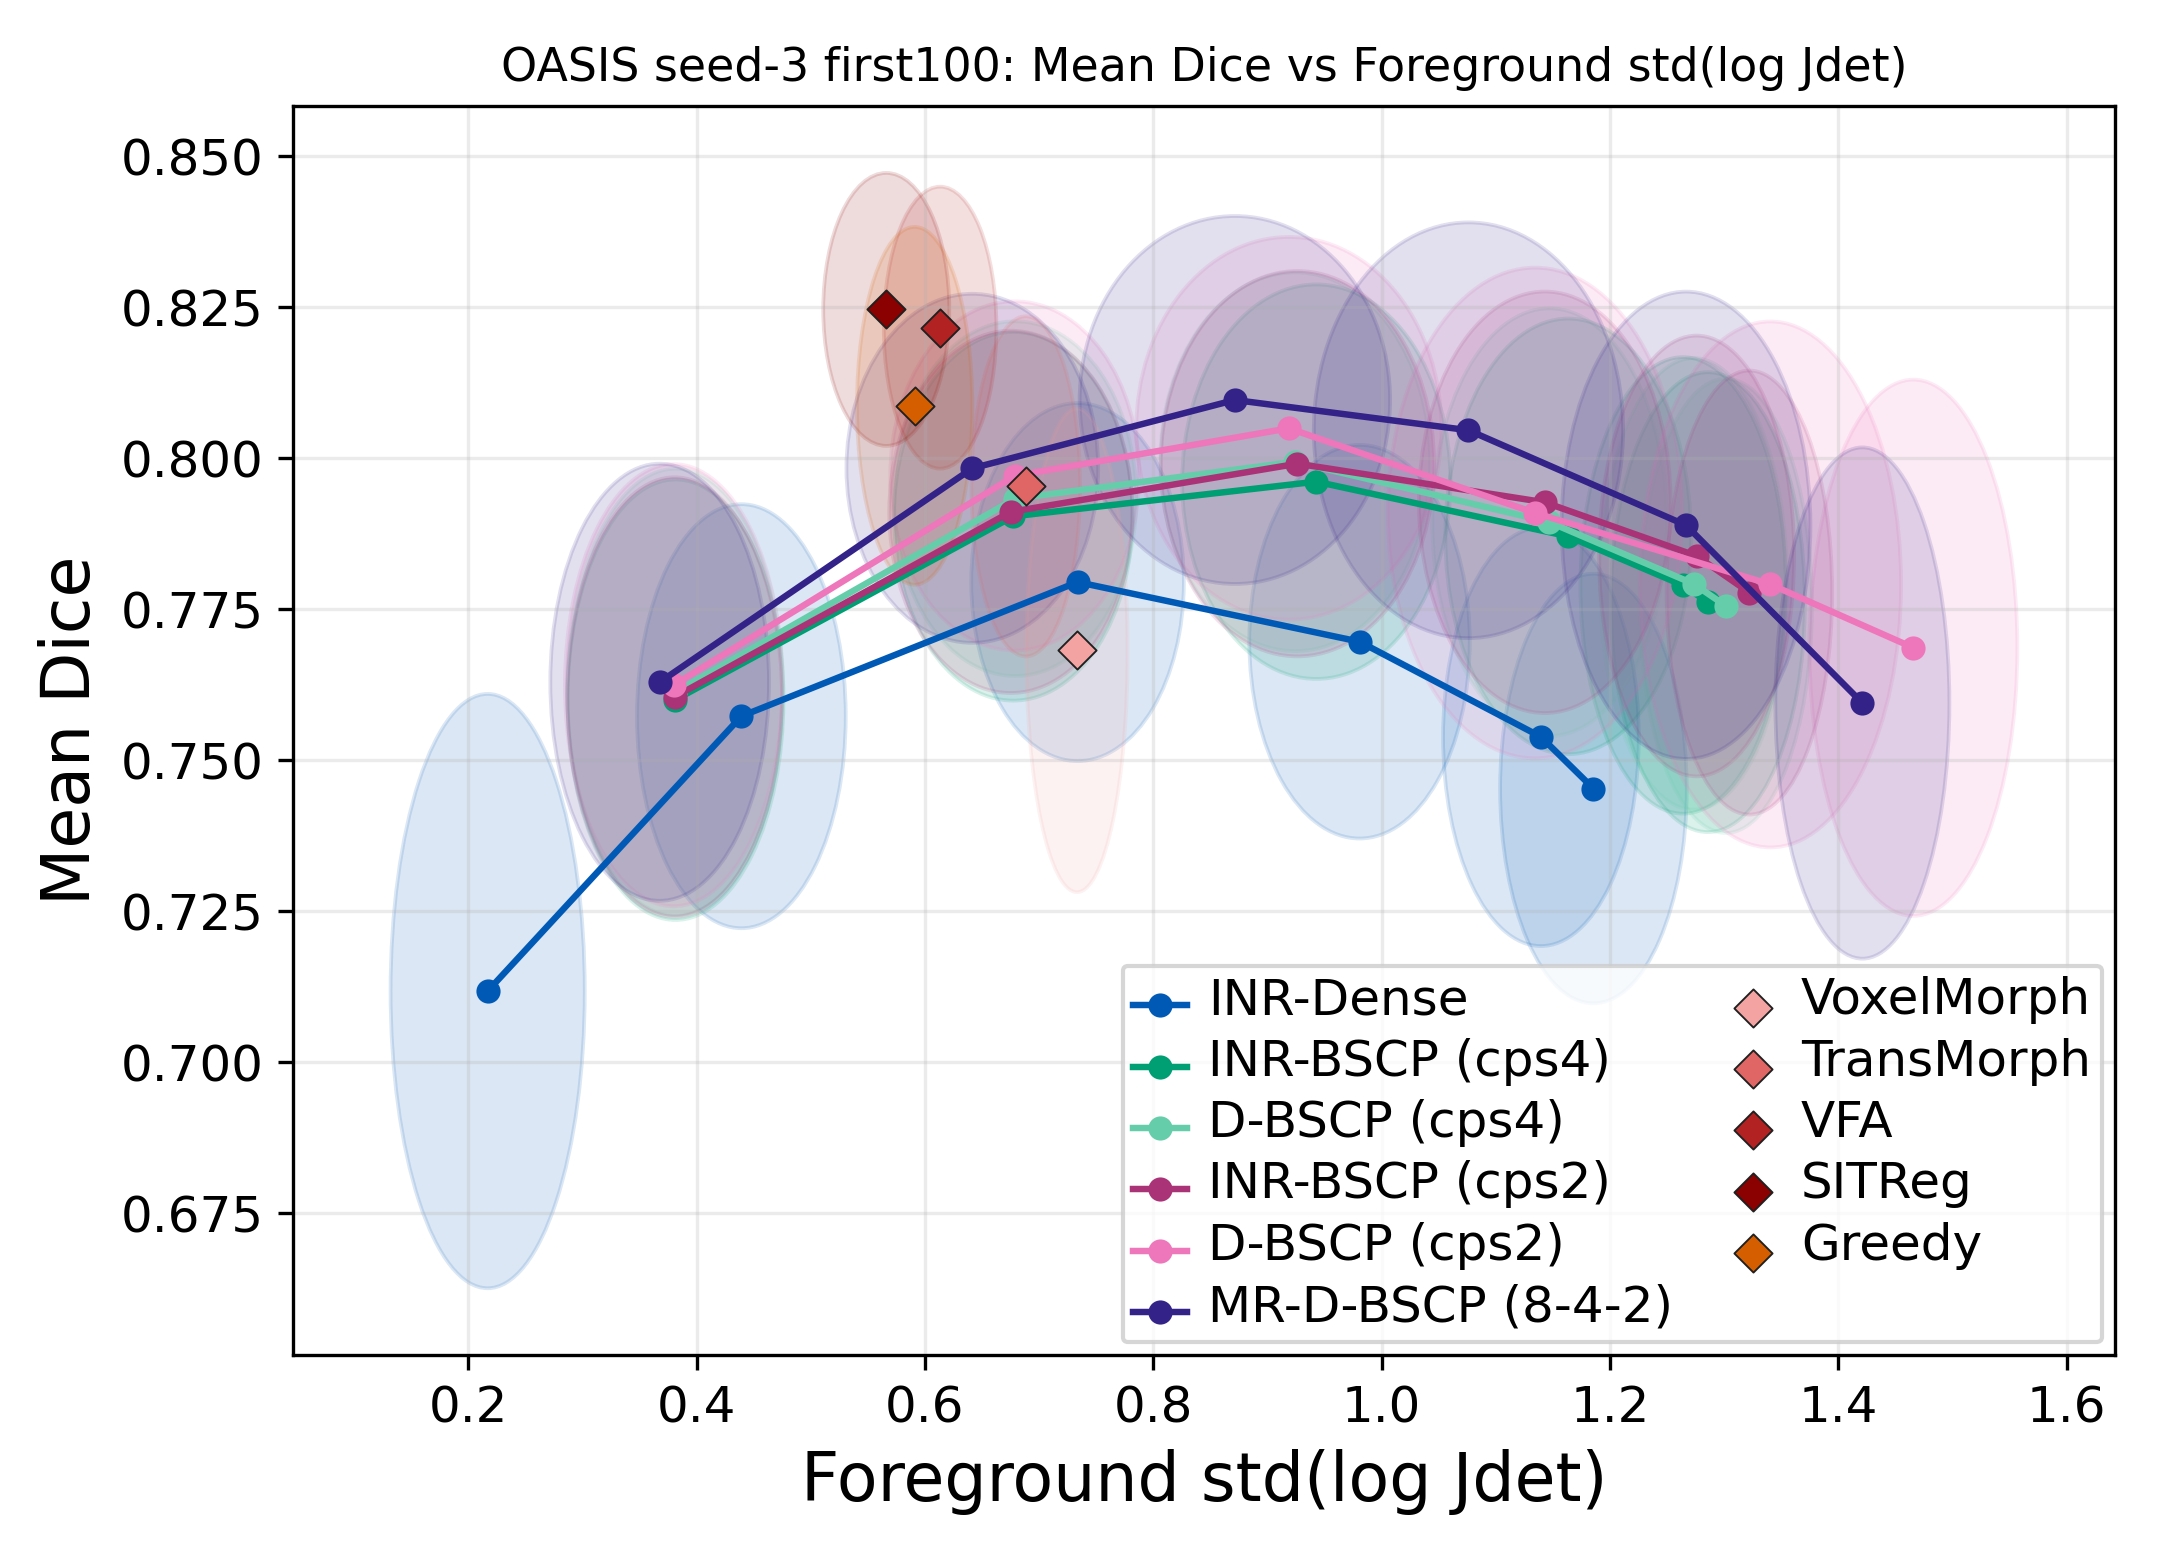 OASIS seed-3 first100: Mean Dice vs Foreground std(log Jdet)
Mean Dice
0.850
0.825
0.800
0.775
0.750
0.725
0.700
0.675
INR-Dense
INR-BSCP (cps4)
D-BSCP (cps4)
INR-BSCP (cps2)
D-BSCP (cps2)
MR-D-BSCP (8-4-2)
VoxelMorph
TransMorph
VFA
SITReg
Greedy
0.2 0.4 0.6 0.8 1.0 1.2 1.4 1.6
Foreground std(log Jdet)